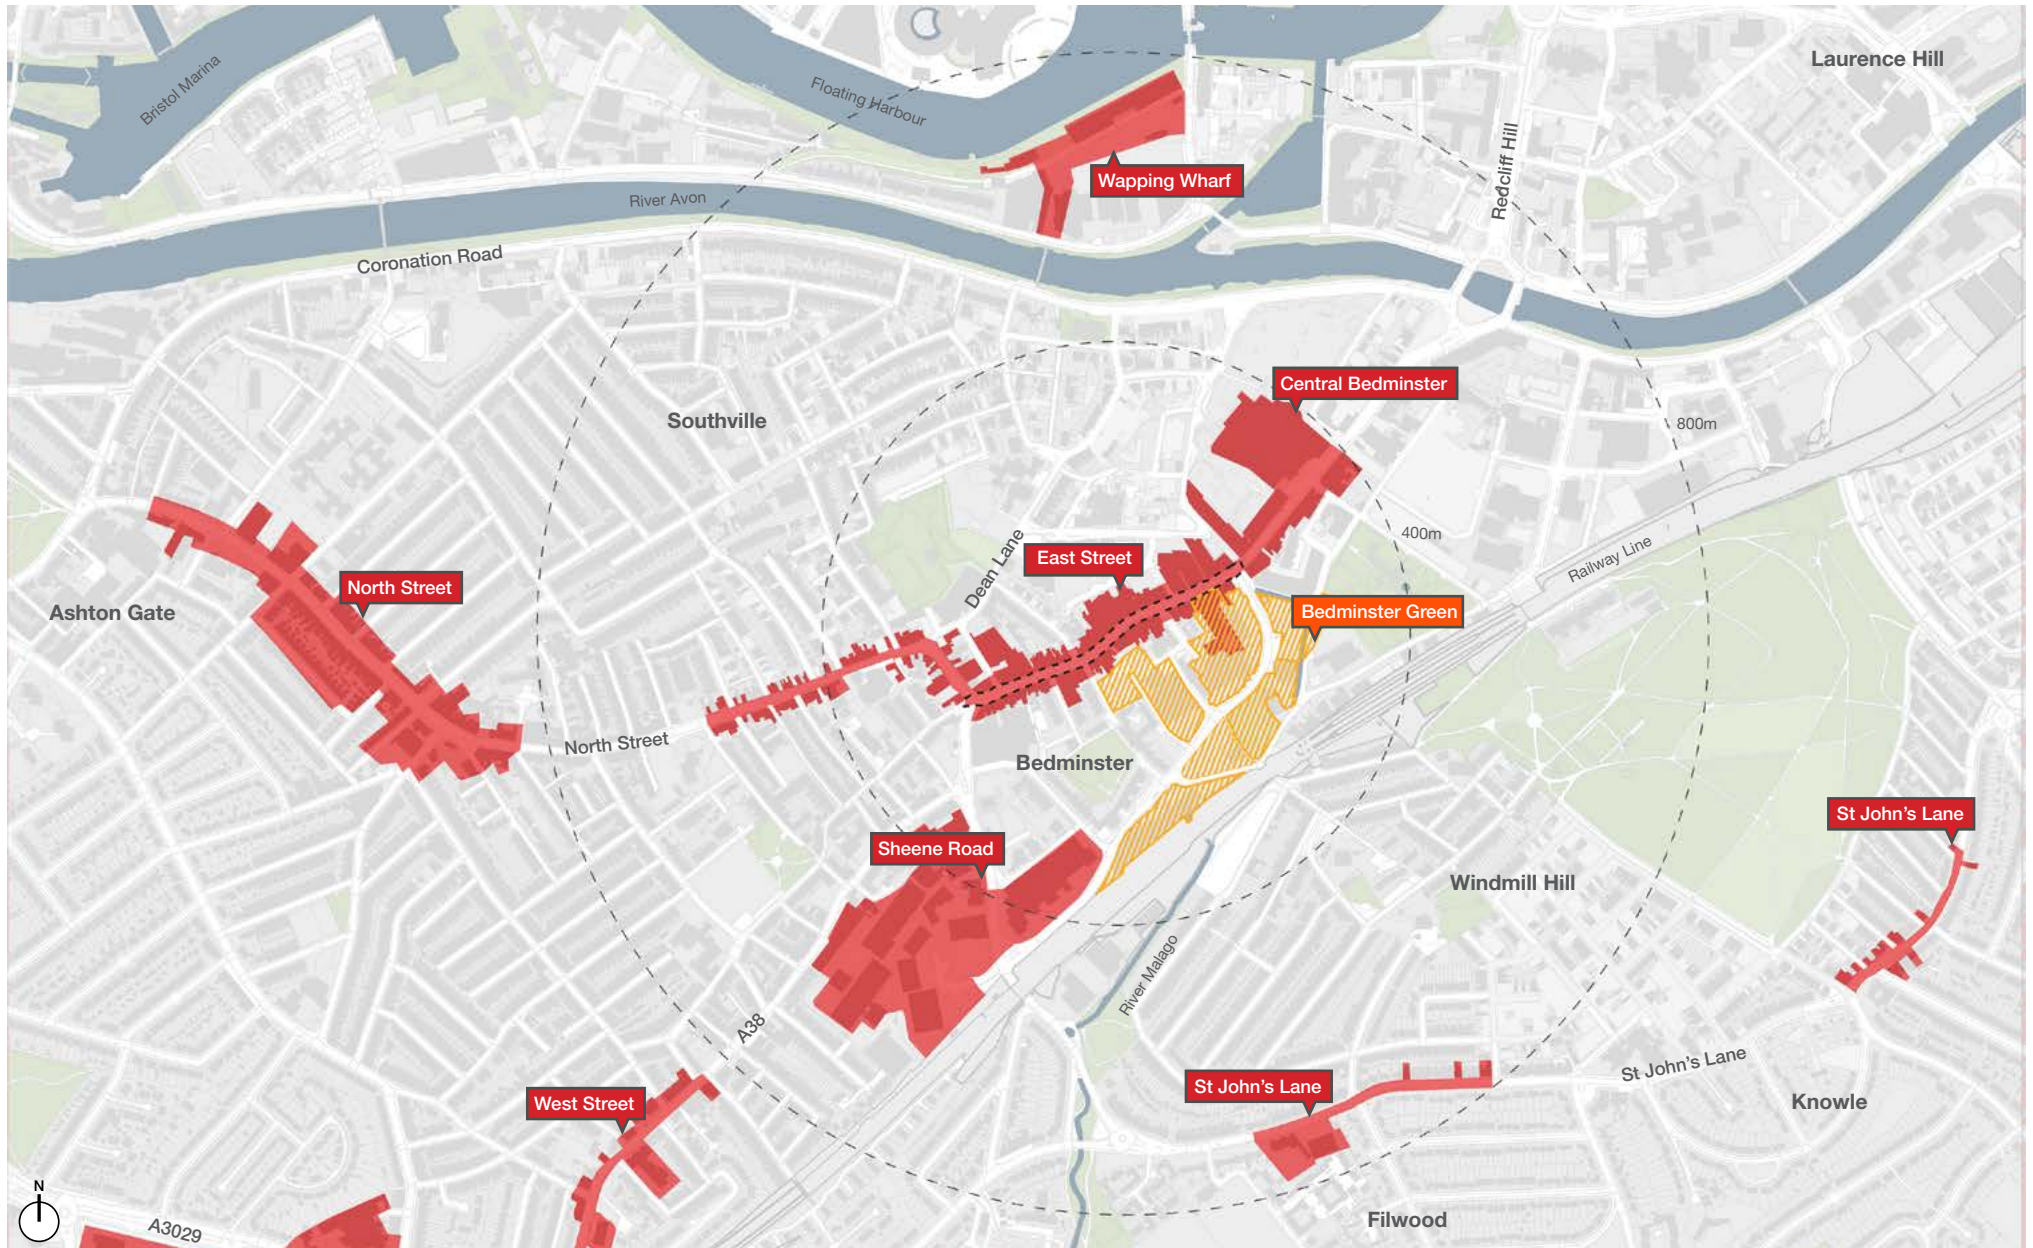 Laurence Hill
Bristol Marina
Floating Harbour
Redcliff Hill
Wapping Wharf
River Avon
Coronation Road
Central Bedminster
Southville
800m
400m
East Street
Dean Lane
Railway Line
North Street
Ashton Gate
Bedminster Green
North Street
Bedminster
St John's Lane
Sheene Road
Windmill Hill
River Malago
A38
St John's Lane
St John's Lane
West Street
Knowle
N
A3029
Filwood